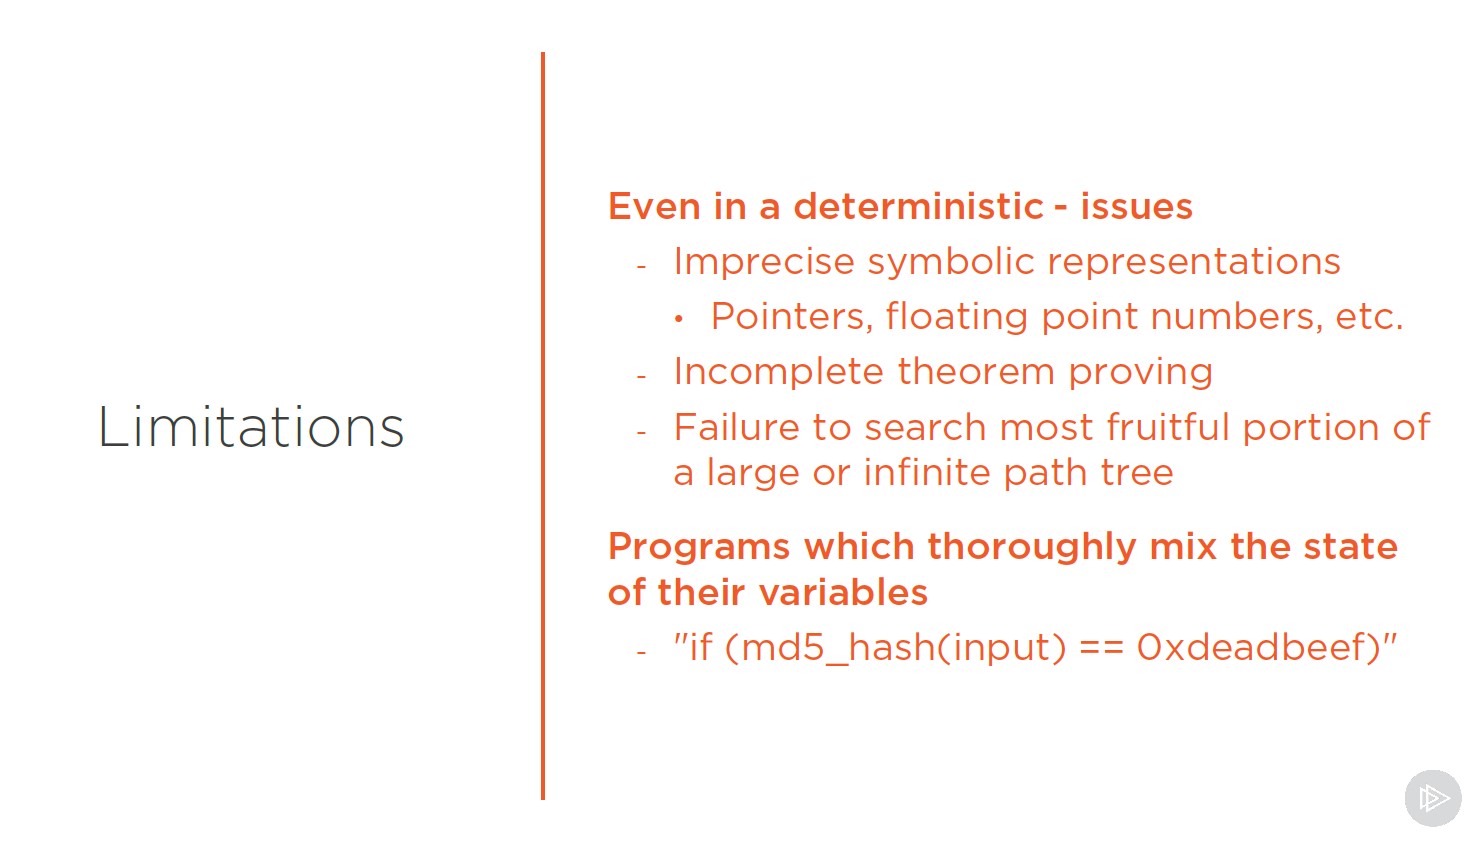 Limitations
Even in a deterministic - issues
- Imprecise symbolic representations
• Pointers, floating point numbers, etc.
- Incomplete theorem proving
- Failure to search most fruitful portion of
a large or infinite path tree
Programs which thoroughly mix the state
of their variables
- "if (md5_hash(input) == 0xdeadbeef)"